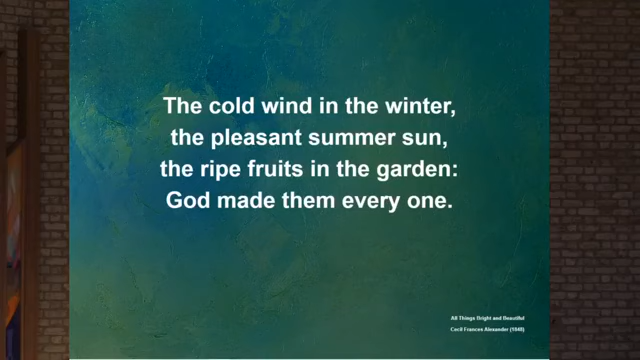 The cold wind in the winter,
the pleasant summer sun,
the ripe fruits in the garden:
God made them every one.
All Things Bright and Beautiful
Cecil Frances Alexander (1848)